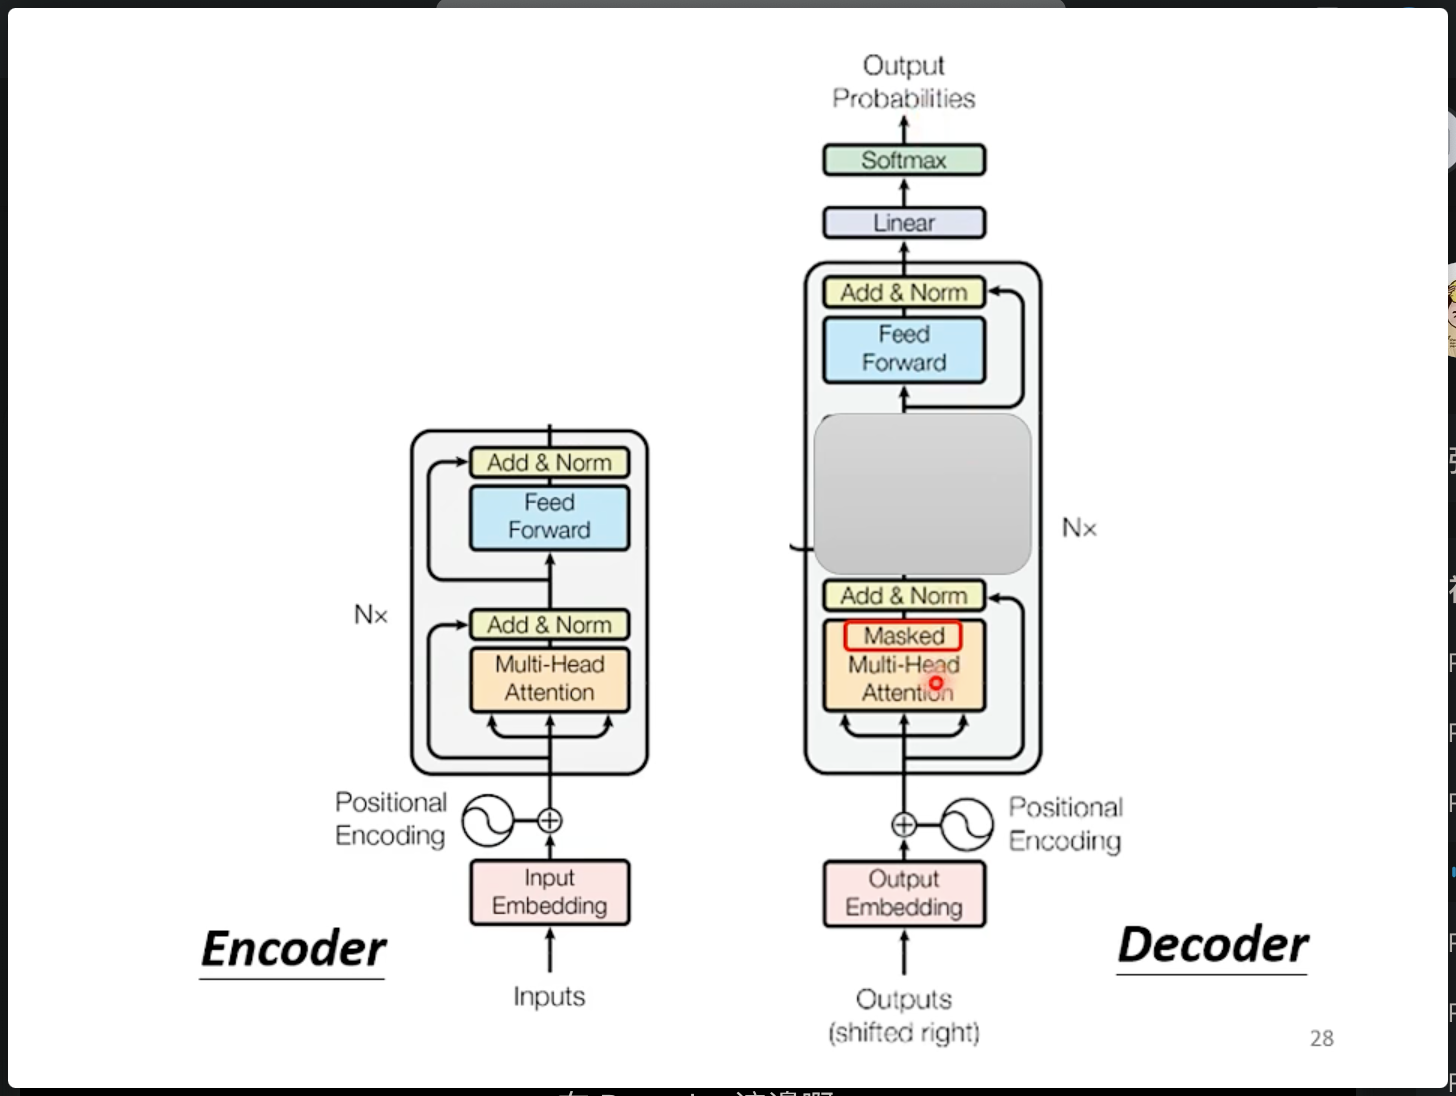 Output
Probabilities
Softmax
Linear
Add & Norm
Feed
Forward
Nx
Add & Norm
Masked
Multi-Head
Attention
Positional
Encoding
Output
Embedding
Outputs
(shifted right)
Decoder
Add & Norm
Feed
Forward
Nx
Add & Norm
Multi-Head
Attention
Positional
Encoding
Input
Embedding
Inputs
Encoder
28